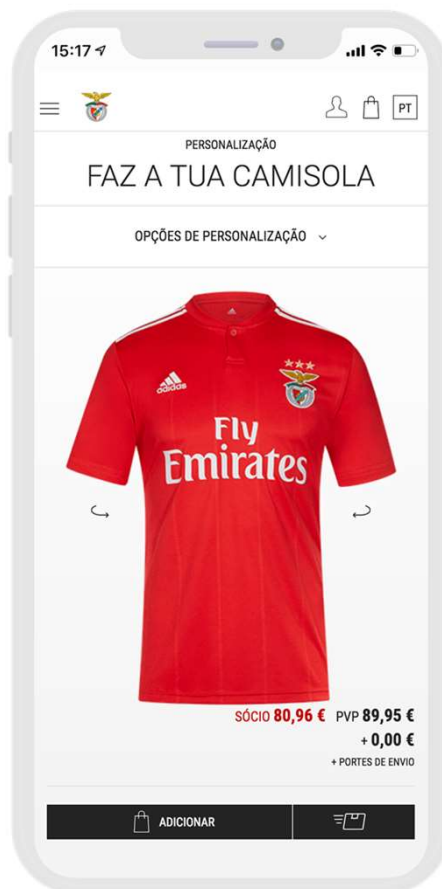 15:17
PT
PERSONALIZAÇÃO
FAZ A TUA CAMISOLA
OPÇÕES DE PERSONALIZAÇÃO
adidas
Fly
Emirates
SÓCIO 80,96 € PVP 89,95 €
+ 0,00 €
+ PORTES DE ENVIO
ADICIONAR